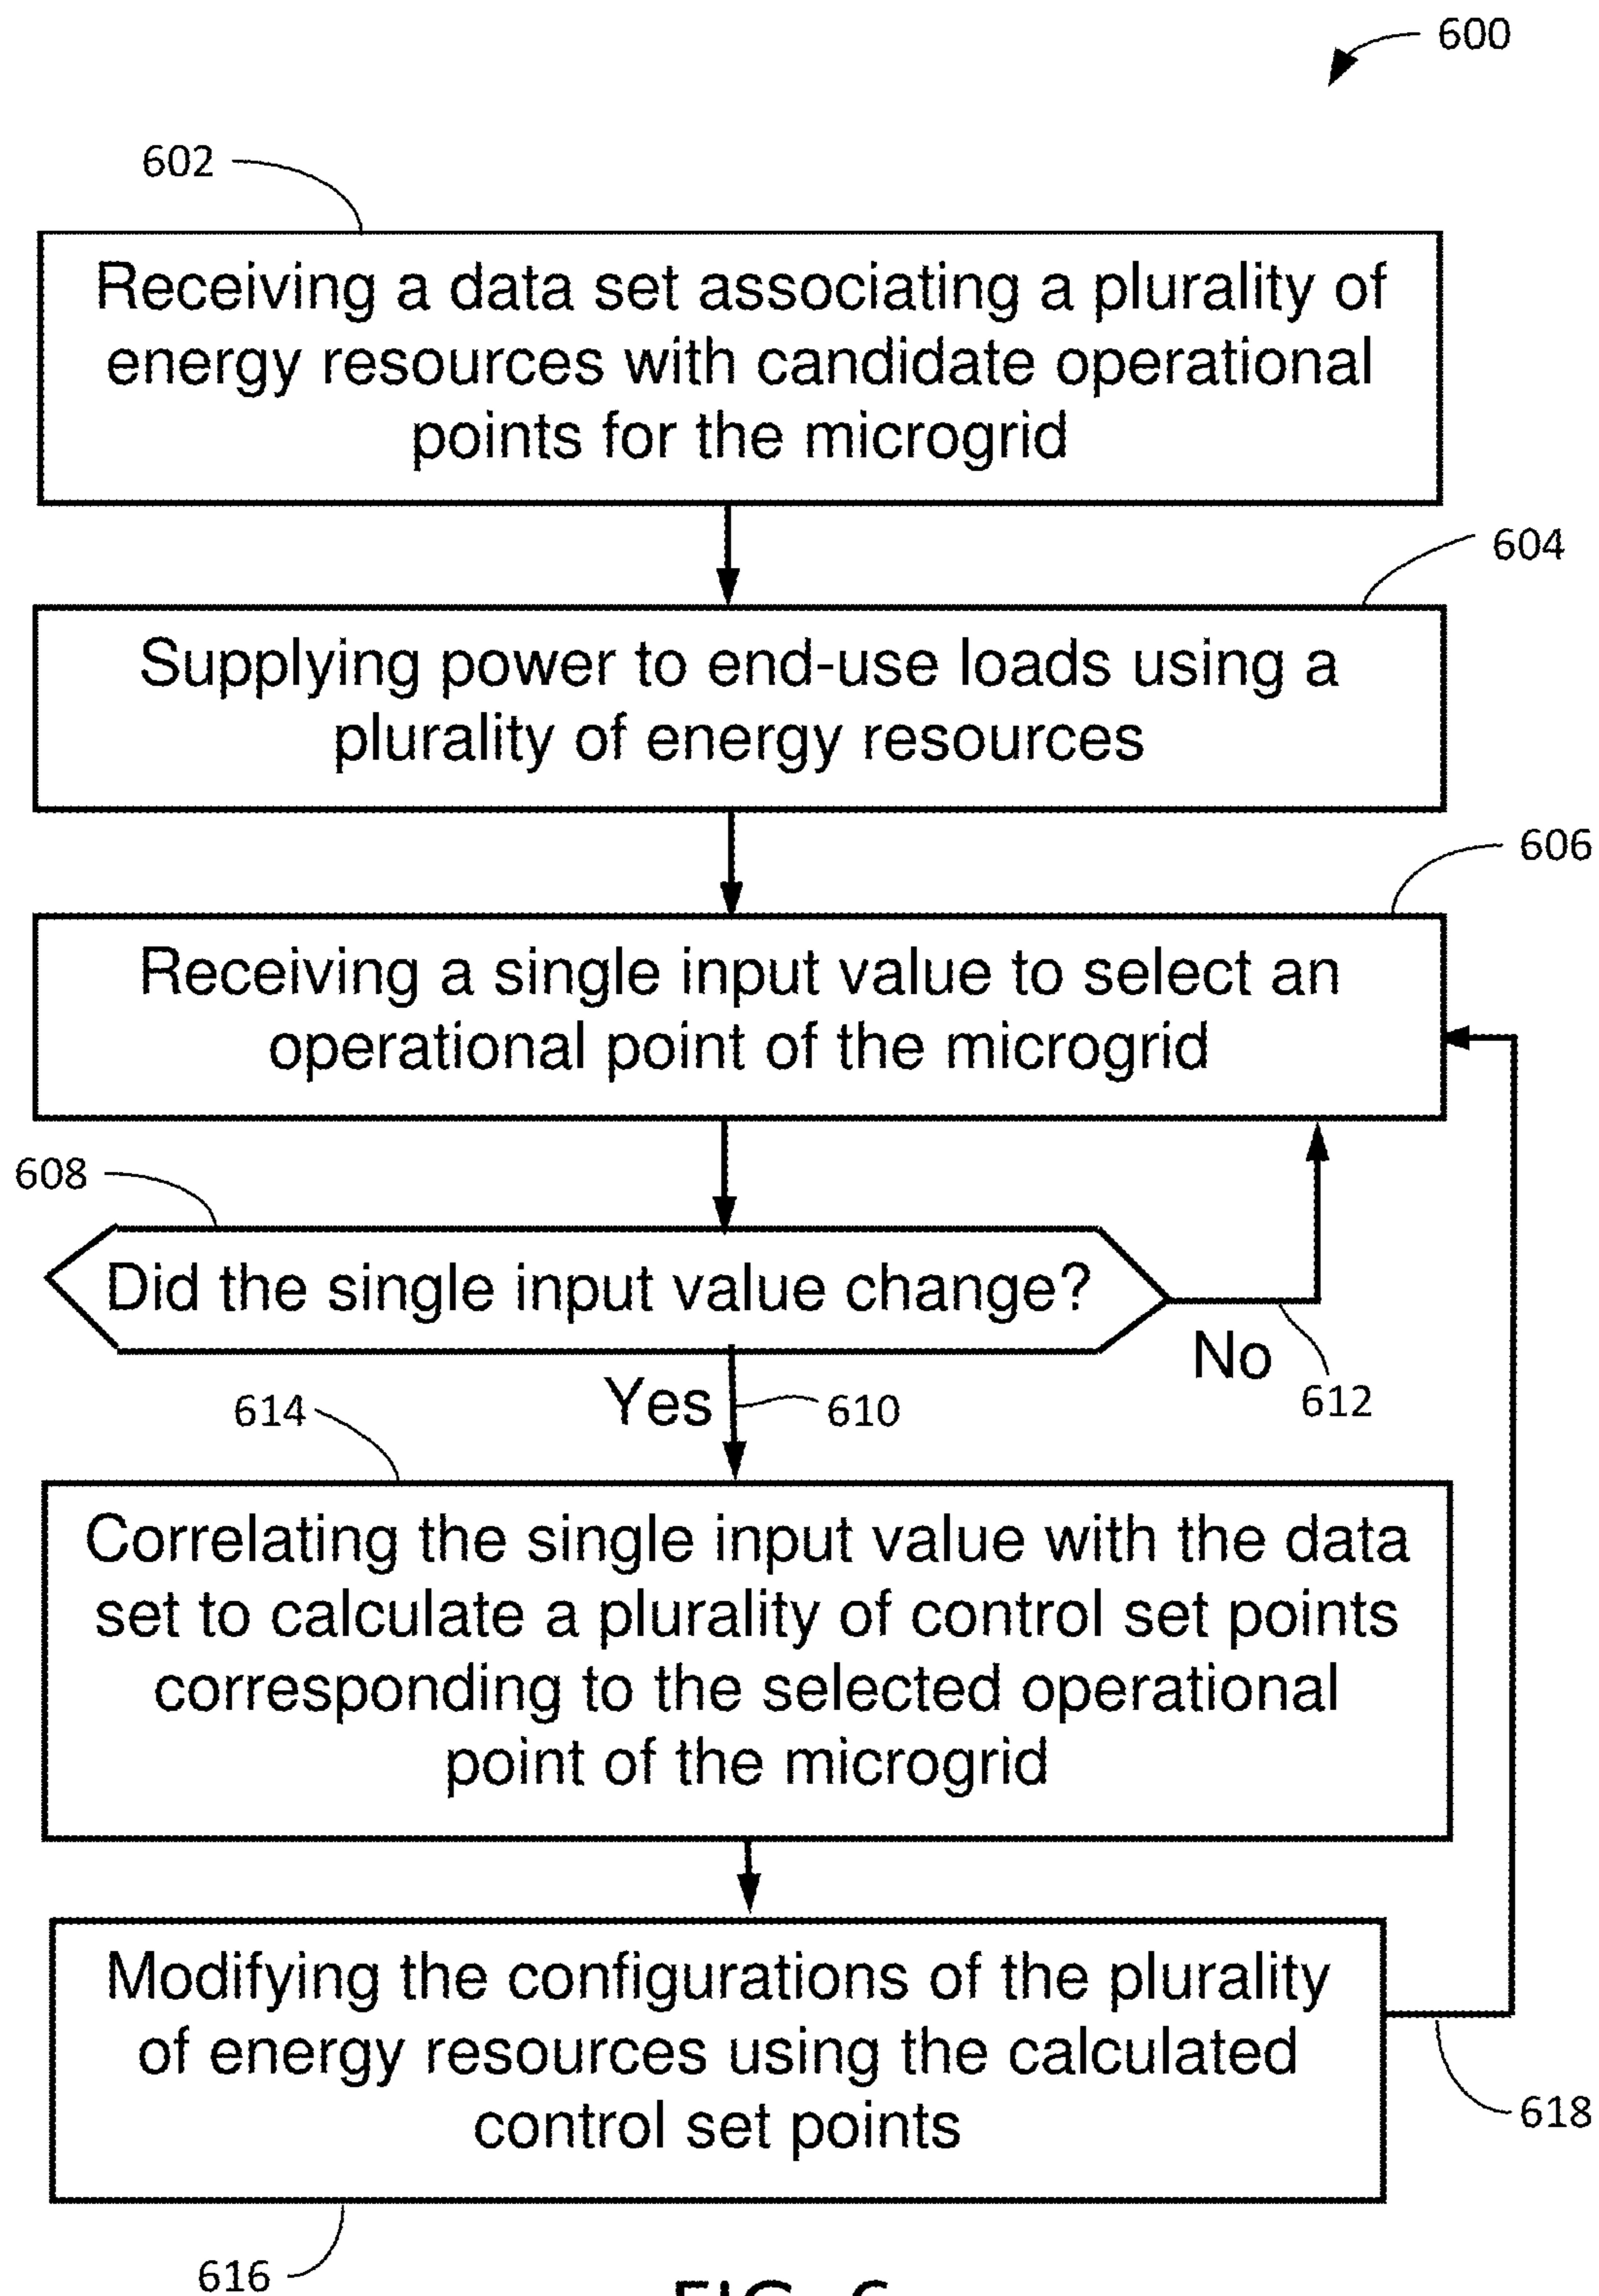 600
602
Receiving a data set associating a plurality of
energy resources with candidate operational
points for the microgrid
604
Supplying power to end-use loads using a
plurality of energy resources
606
Receiving a single input value to select an
operational point of the microgrid
608
Did the single input value change?
No
612
Yes
610
614
Correlating the single input value with the data
set to calculate a plurality of control set points
corresponding to the selected operational
point of the microgrid
Modifying the configurations of the plurality
of energy resources using the calculated
control set points
618
616
FIG. 6